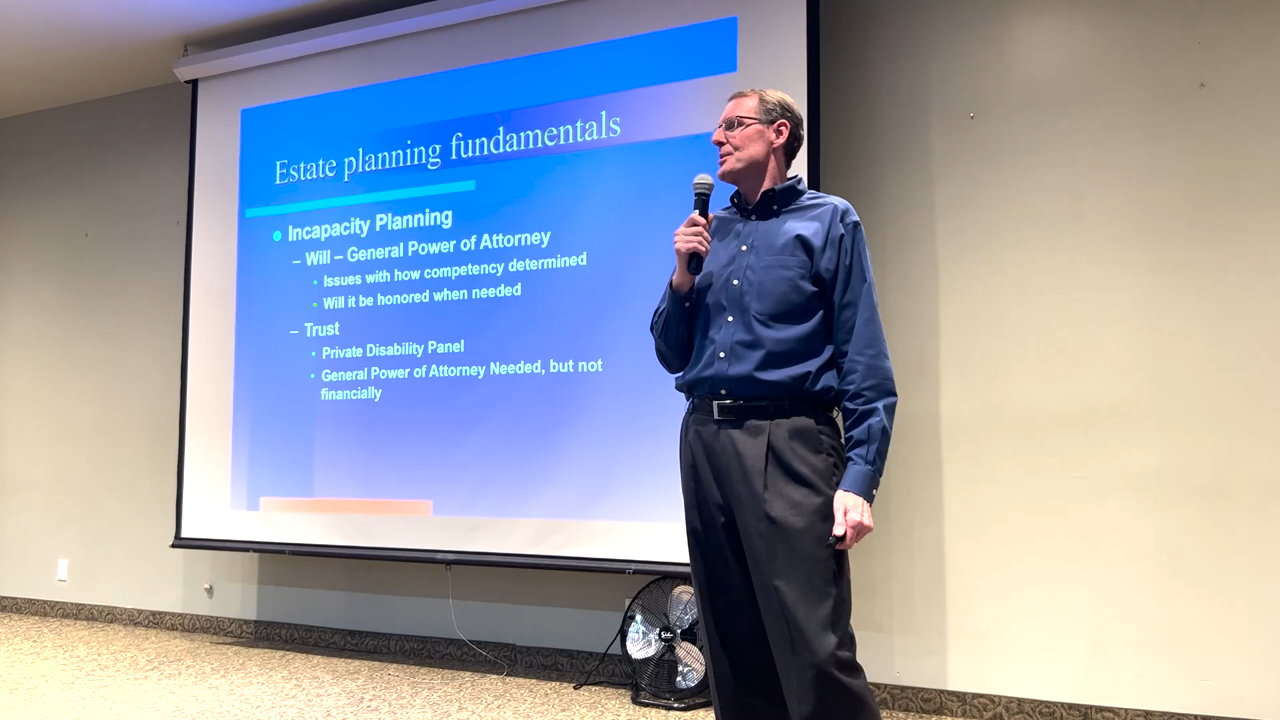 Estate planning fundamentals
Incapacity Planning
– Will – General Power of Attorney
Issues with how competency determined
Will it be honored when needed
– Trust
Private Disability Panel
General Power of Attorney Needed, but not
financially